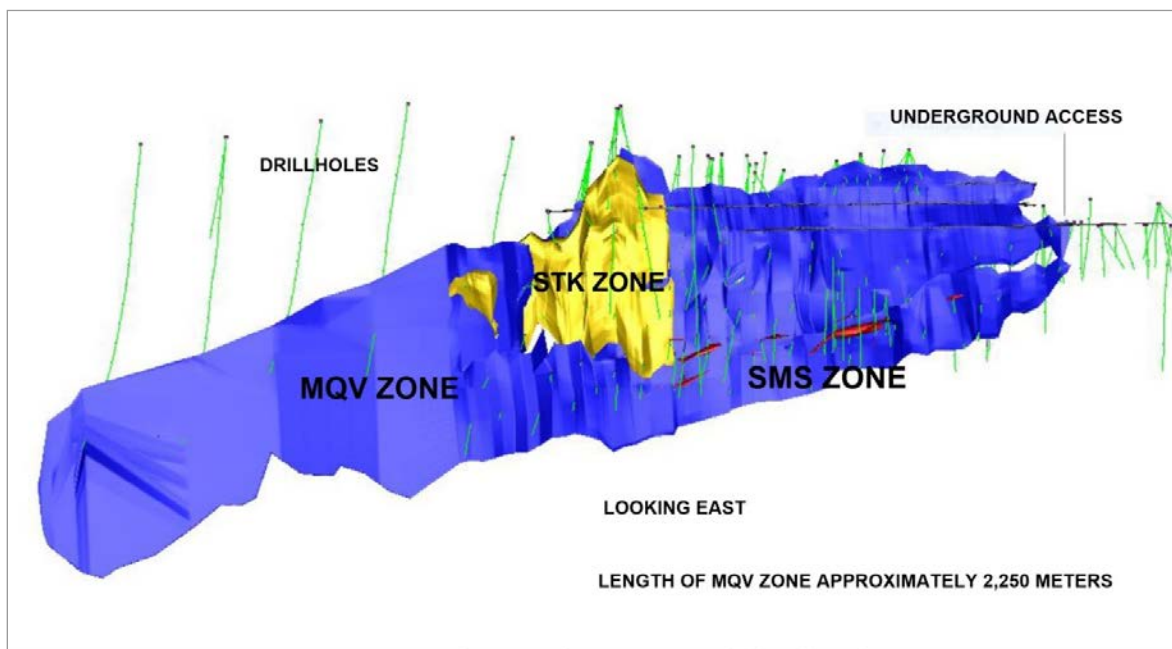 UNDERGROUND ACCESS
DRILLHOLES
STK ZONE
MQV ZONE
SMS ZONE
LOOKING EAST
LENGTH OF MQV ZONE APPROXIMATELY 2,250 METERS